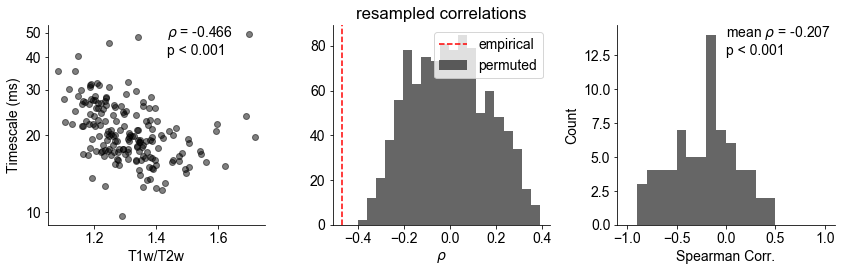 ρ = -0.466
p < 0.001
50
40
30
20
10
Timescale (ms)
1.2 1.4 1.6
T1w/T2w
resampled correlations
empirical
permuted
80
60
40
20
0
−0.4 −0.2 0.0 0.2 0.4
ρ
mean ρ = -0.207
p < 0.001
12.5
10.0
7.5
5.0
2.5
0.0
Count
−1.0 −0.5 0.0 0.5 1.0
Spearman Corr.